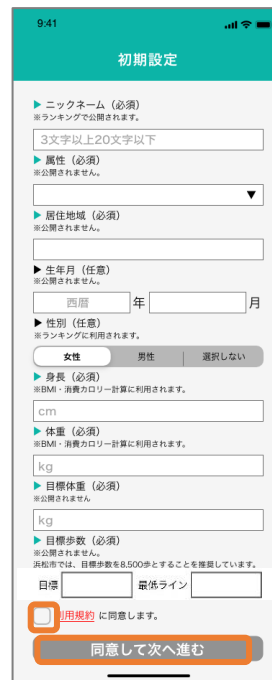 9:41
初期設定
▶ ニックネーム（必須）
※ランキングで公開されます。
3文字以上20文字以下
▶ 属性（必須）
※公開されません。
▼
▶ 居住地域（必須）
※公開されません。
▶ 生年月（任意）
※公開されません。
西暦 年 月
▶ 性別（任意）
※ランキングに利用されます。
女性 男性 選択しない
▶ 身長（必須）
※BMI・消費カロリー計算に利用されます。
cm
▶ 体重（必須）
※BMI・消費カロリー計算に利用されます。
kg
▶ 目標体重（必須）
※公開されません
kg
▶ 目標歩数（必須）
※公開されません。
浜松市では、目標歩数を8,500歩とすることを推奨しています。
目標 最低ライン
利用規約 に同意します。
同意して次へ進む